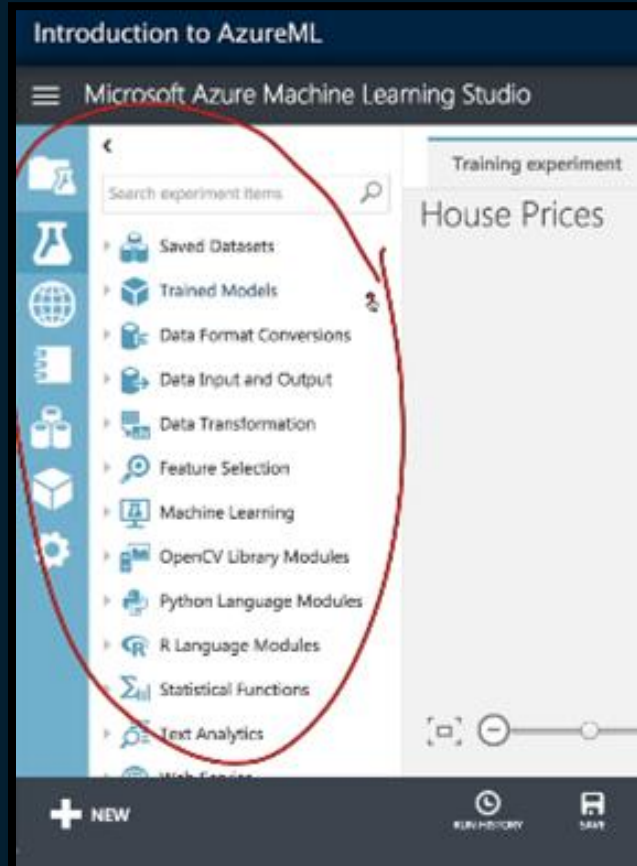 Introduction to AzureML
Microsoft Azure Machine Learning Studio
Search experiment items
Training experiment
House Prices
Saved Datasets
Trained Models
Data Format Conversions
Data Input and Output
Data Transformation
Feature Selection
Machine Learning
OpenCV Library Modules
Python Language Modules
R Language Modules
Statistical Functions
Text Analytics
Web Service
NEW
RUN HISTORY
SAVE